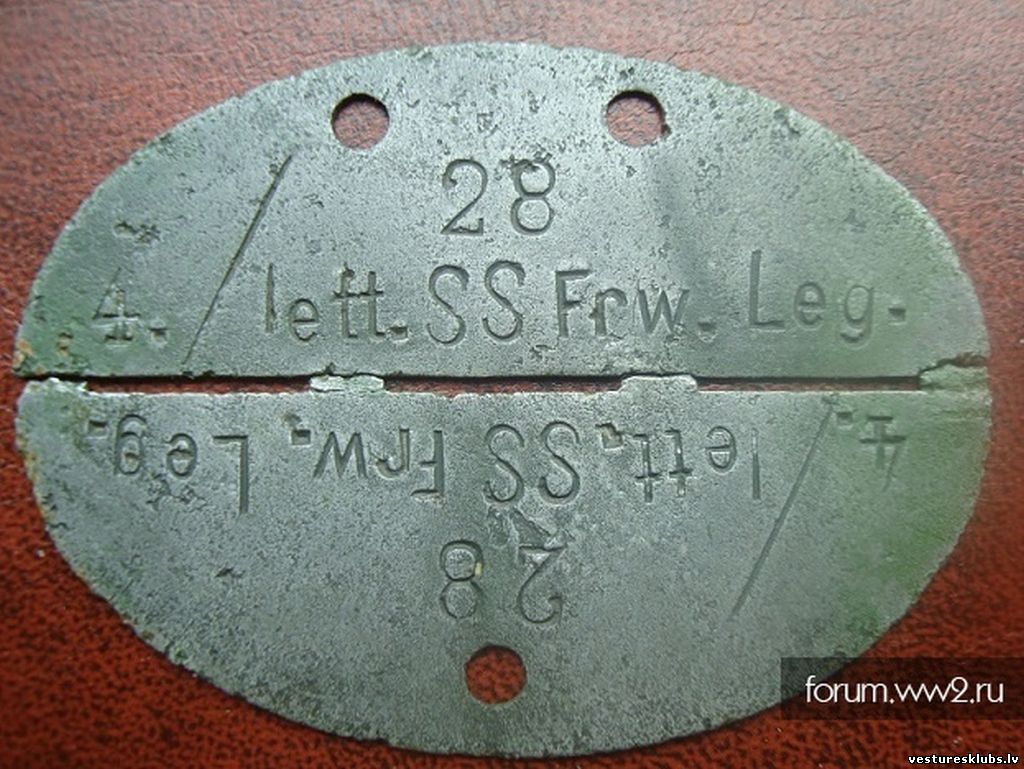 28
4./lett. SS Frw. Leg.
4./lett. SS Frw. Leg.
28
forum.ww2.ru
vesturesklubs.lv